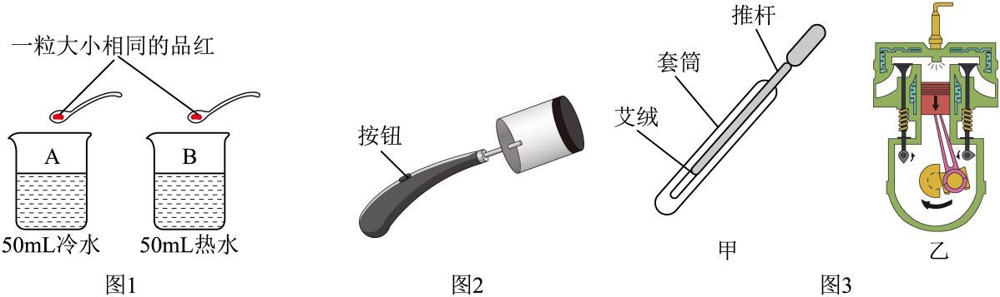 一粒大小相同的品红
A
B
50mL冷水
50mL热水
图1
按钮
图2
推杆
套筒
艾绒
甲
乙
图3